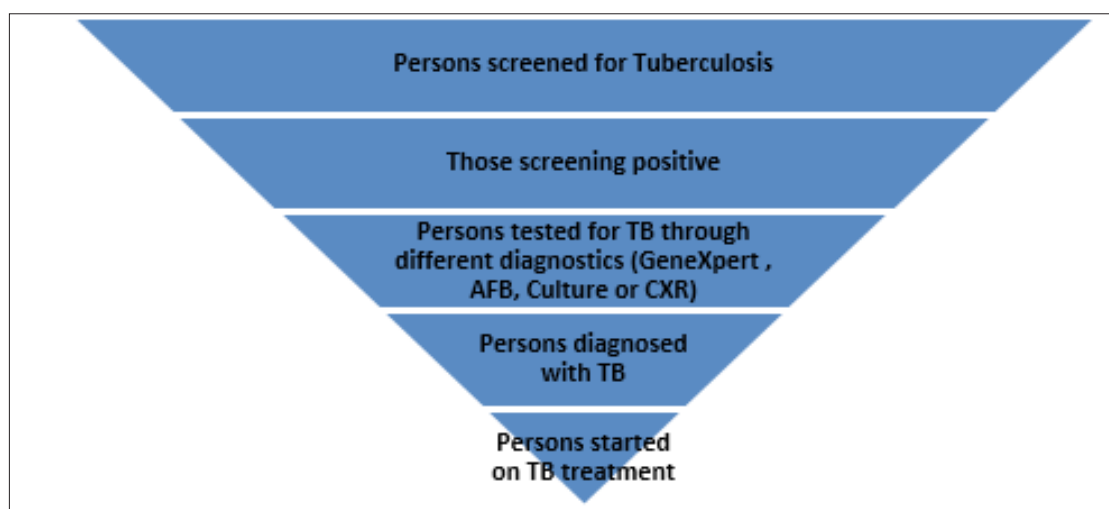 Persons screened for Tuberculosis
Those screening positive
Persons tested for TB through
different diagnostics (GeneXpert ,
AFB, Culture or CXR)
Persons diagnosed
with TB
Persons started
on TB treatment